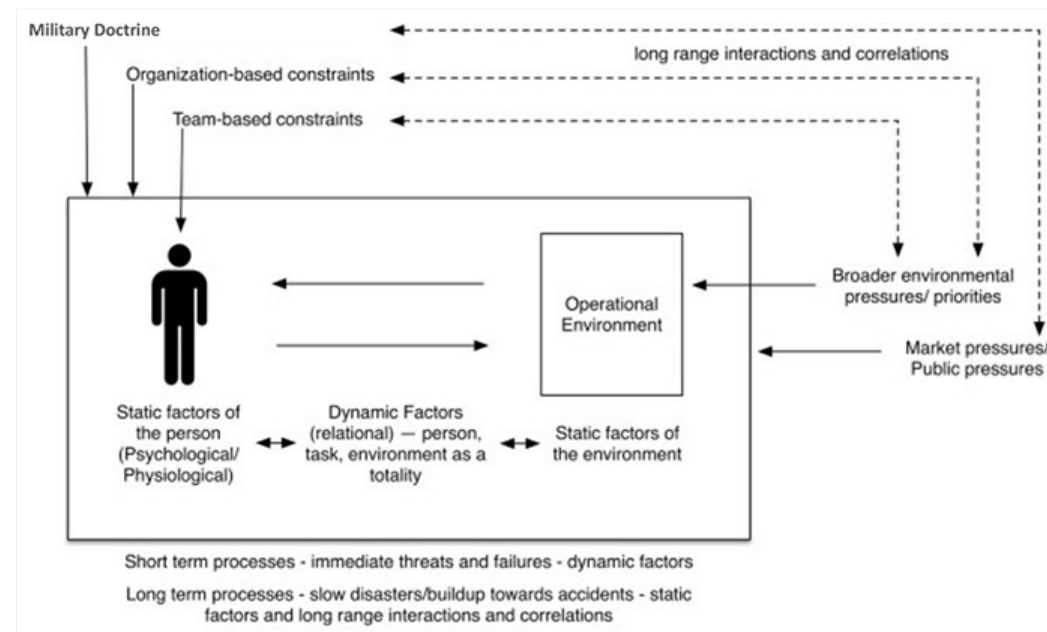 Military Doctrine
long range interactions and correlations
Organization-based constraints
Team-based constraints
Operational
Environment
Broader environmental
pressures/ priorities
Market pressures/
Public pressures
Static factors of
the person
(Psychological/
Physiological)
Dynamic Factors
(relational) — person,
task, environment as a
totality
Static factors of
the environment
Short term processes - immediate threats and failures - dynamic factors
Long term processes - slow disasters/buildup towards accidents - static
factors and long range interactions and correlations